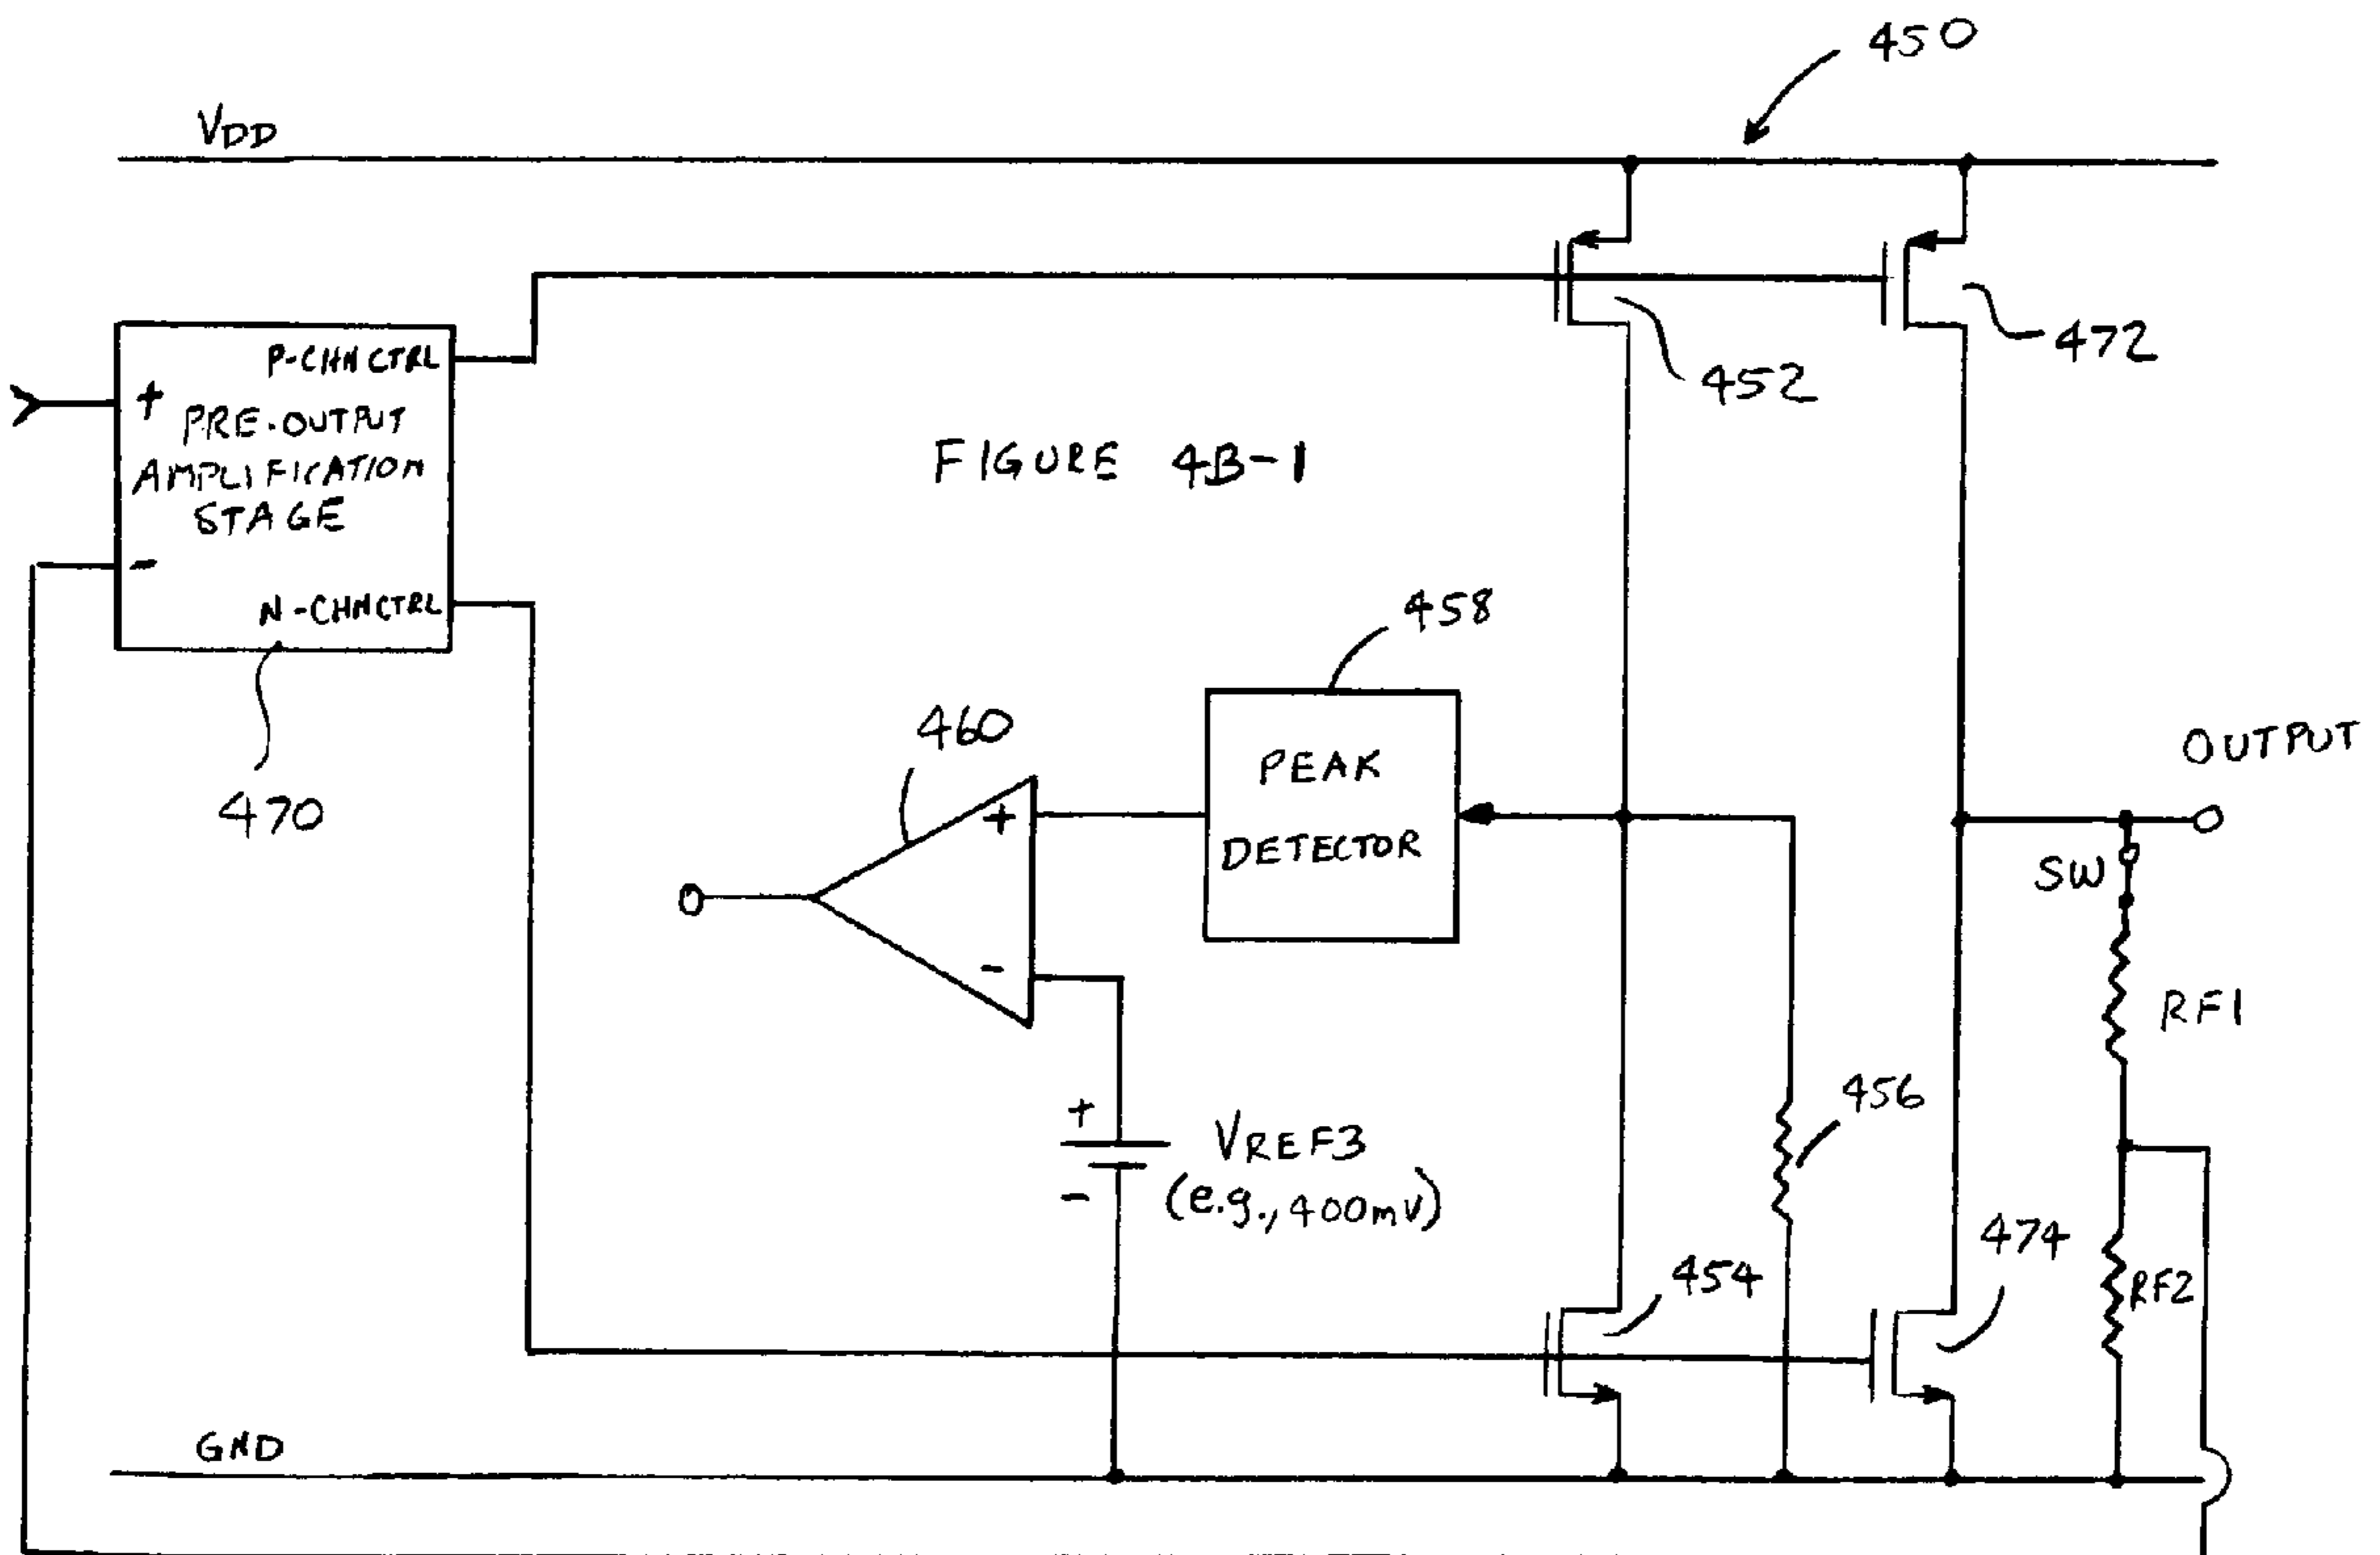 450
VDD
P-CHN CTRL
+
PRE-OUTPUT
AMPLIFICATION
STAGE
-
N-CHN CTRL
470
452
472
FIGURE 4B-1
458
460
PEAK
DETECTOR
+
-
OUTPUT
SW
RF1
456
+
VREF3
(e.g., 400mV)
-
454
474
RF2
GND